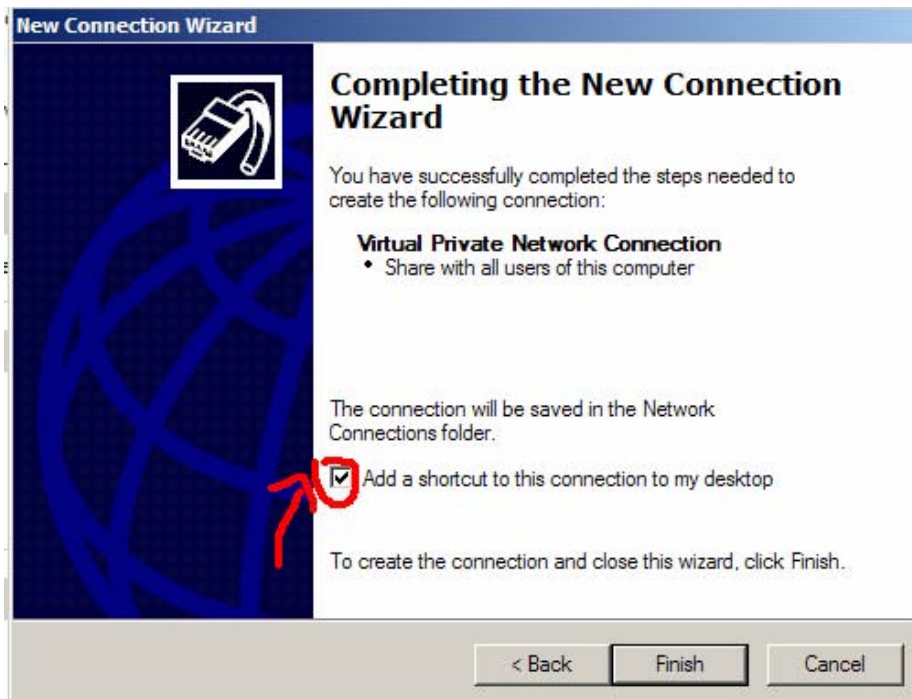 New Connection Wizard
Completing the New Connection
Wizard
You have successfully completed the steps needed to
create the following connection:
Virtual Private Network Connection
• Share with all users of this computer
The connection will be saved in the Network
Connections folder.
Add a shortcut to this connection to my desktop
To create the connection and close this wizard, click Finish.
< Back Finish Cancel